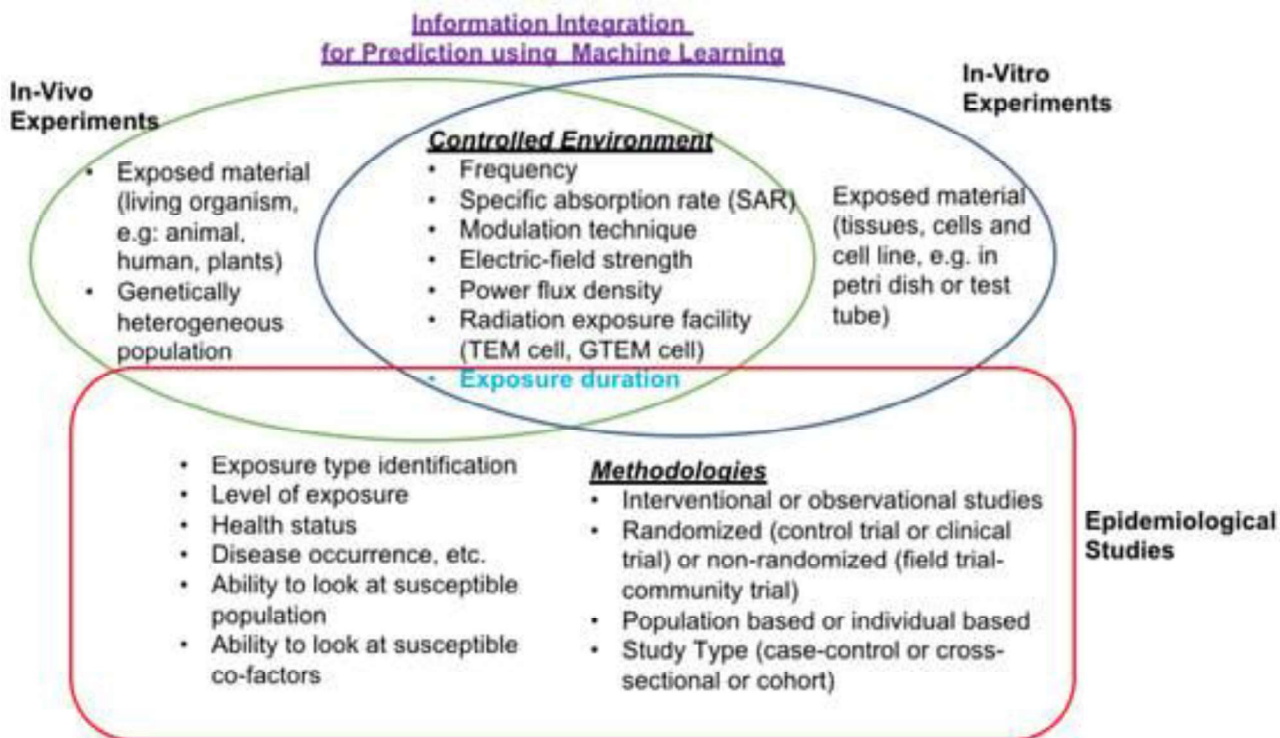 Information Integration
for Prediction using Machine Learning
In-Vivo
Experiments
In-Vitro
Experiments
• Exposed material
(living organism,
e.g: animal,
human, plants)
• Genetically
heterogeneous
population
Controlled Environment
• Frequency
• Specific absorption rate (SAR)
• Modulation technique
• Electric-field strength
• Power flux density
• Radiation exposure facility
(TEM cell, GTEM cell)
• Exposure duration
Exposed material
(tissues, cells and
cell line, e.g. in
petri dish or test
tube)
• Exposure type identification
• Level of exposure
• Health status
• Disease occurrence, etc.
• Ability to look at susceptible
population
• Ability to look at susceptible
co-factors
Methodologies
• Interventional or observational studies
• Randomized (control trial or clinical
trial) or non-randomized (field trial-
community trial)
• Population based or individual based
• Study Type (case-control or cross-
sectional or cohort)
Epidemiological
Studies